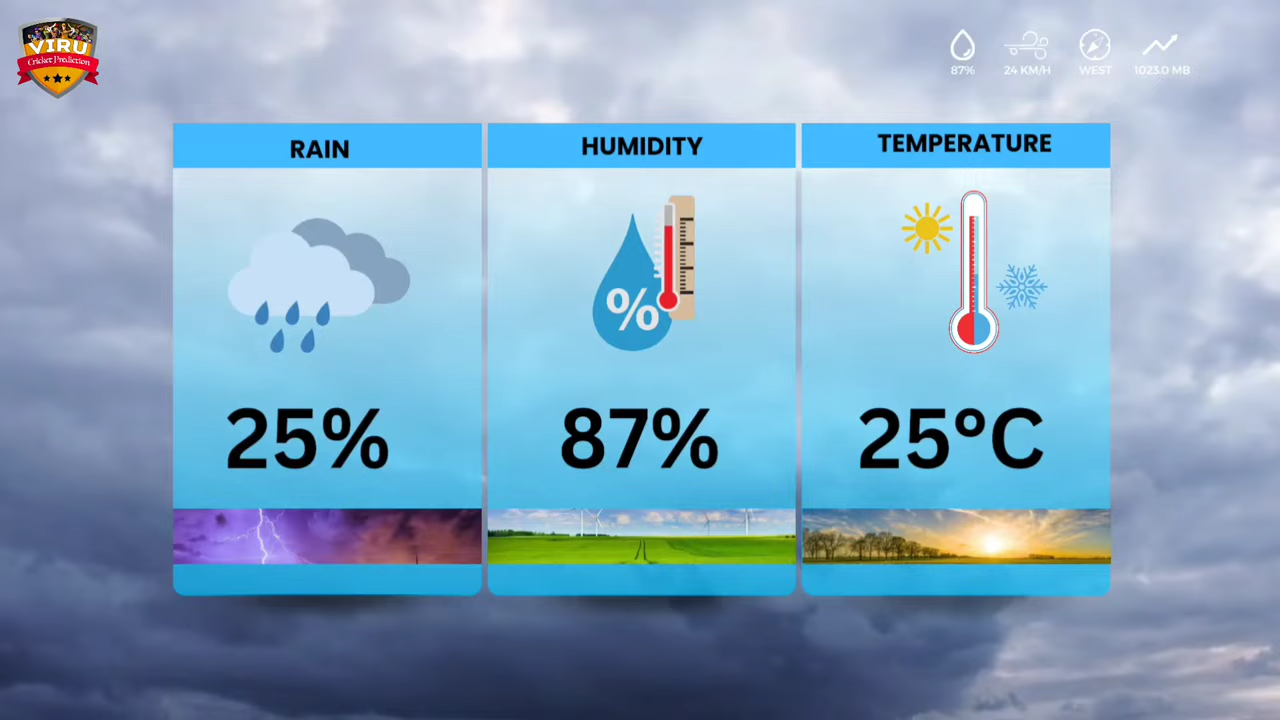 VIRU
Cricket Prediction
87%
24 KM/H
WEST
1023.0 MB
RAIN
HUMIDITY
TEMPERATURE
%
25%
87%
25°C